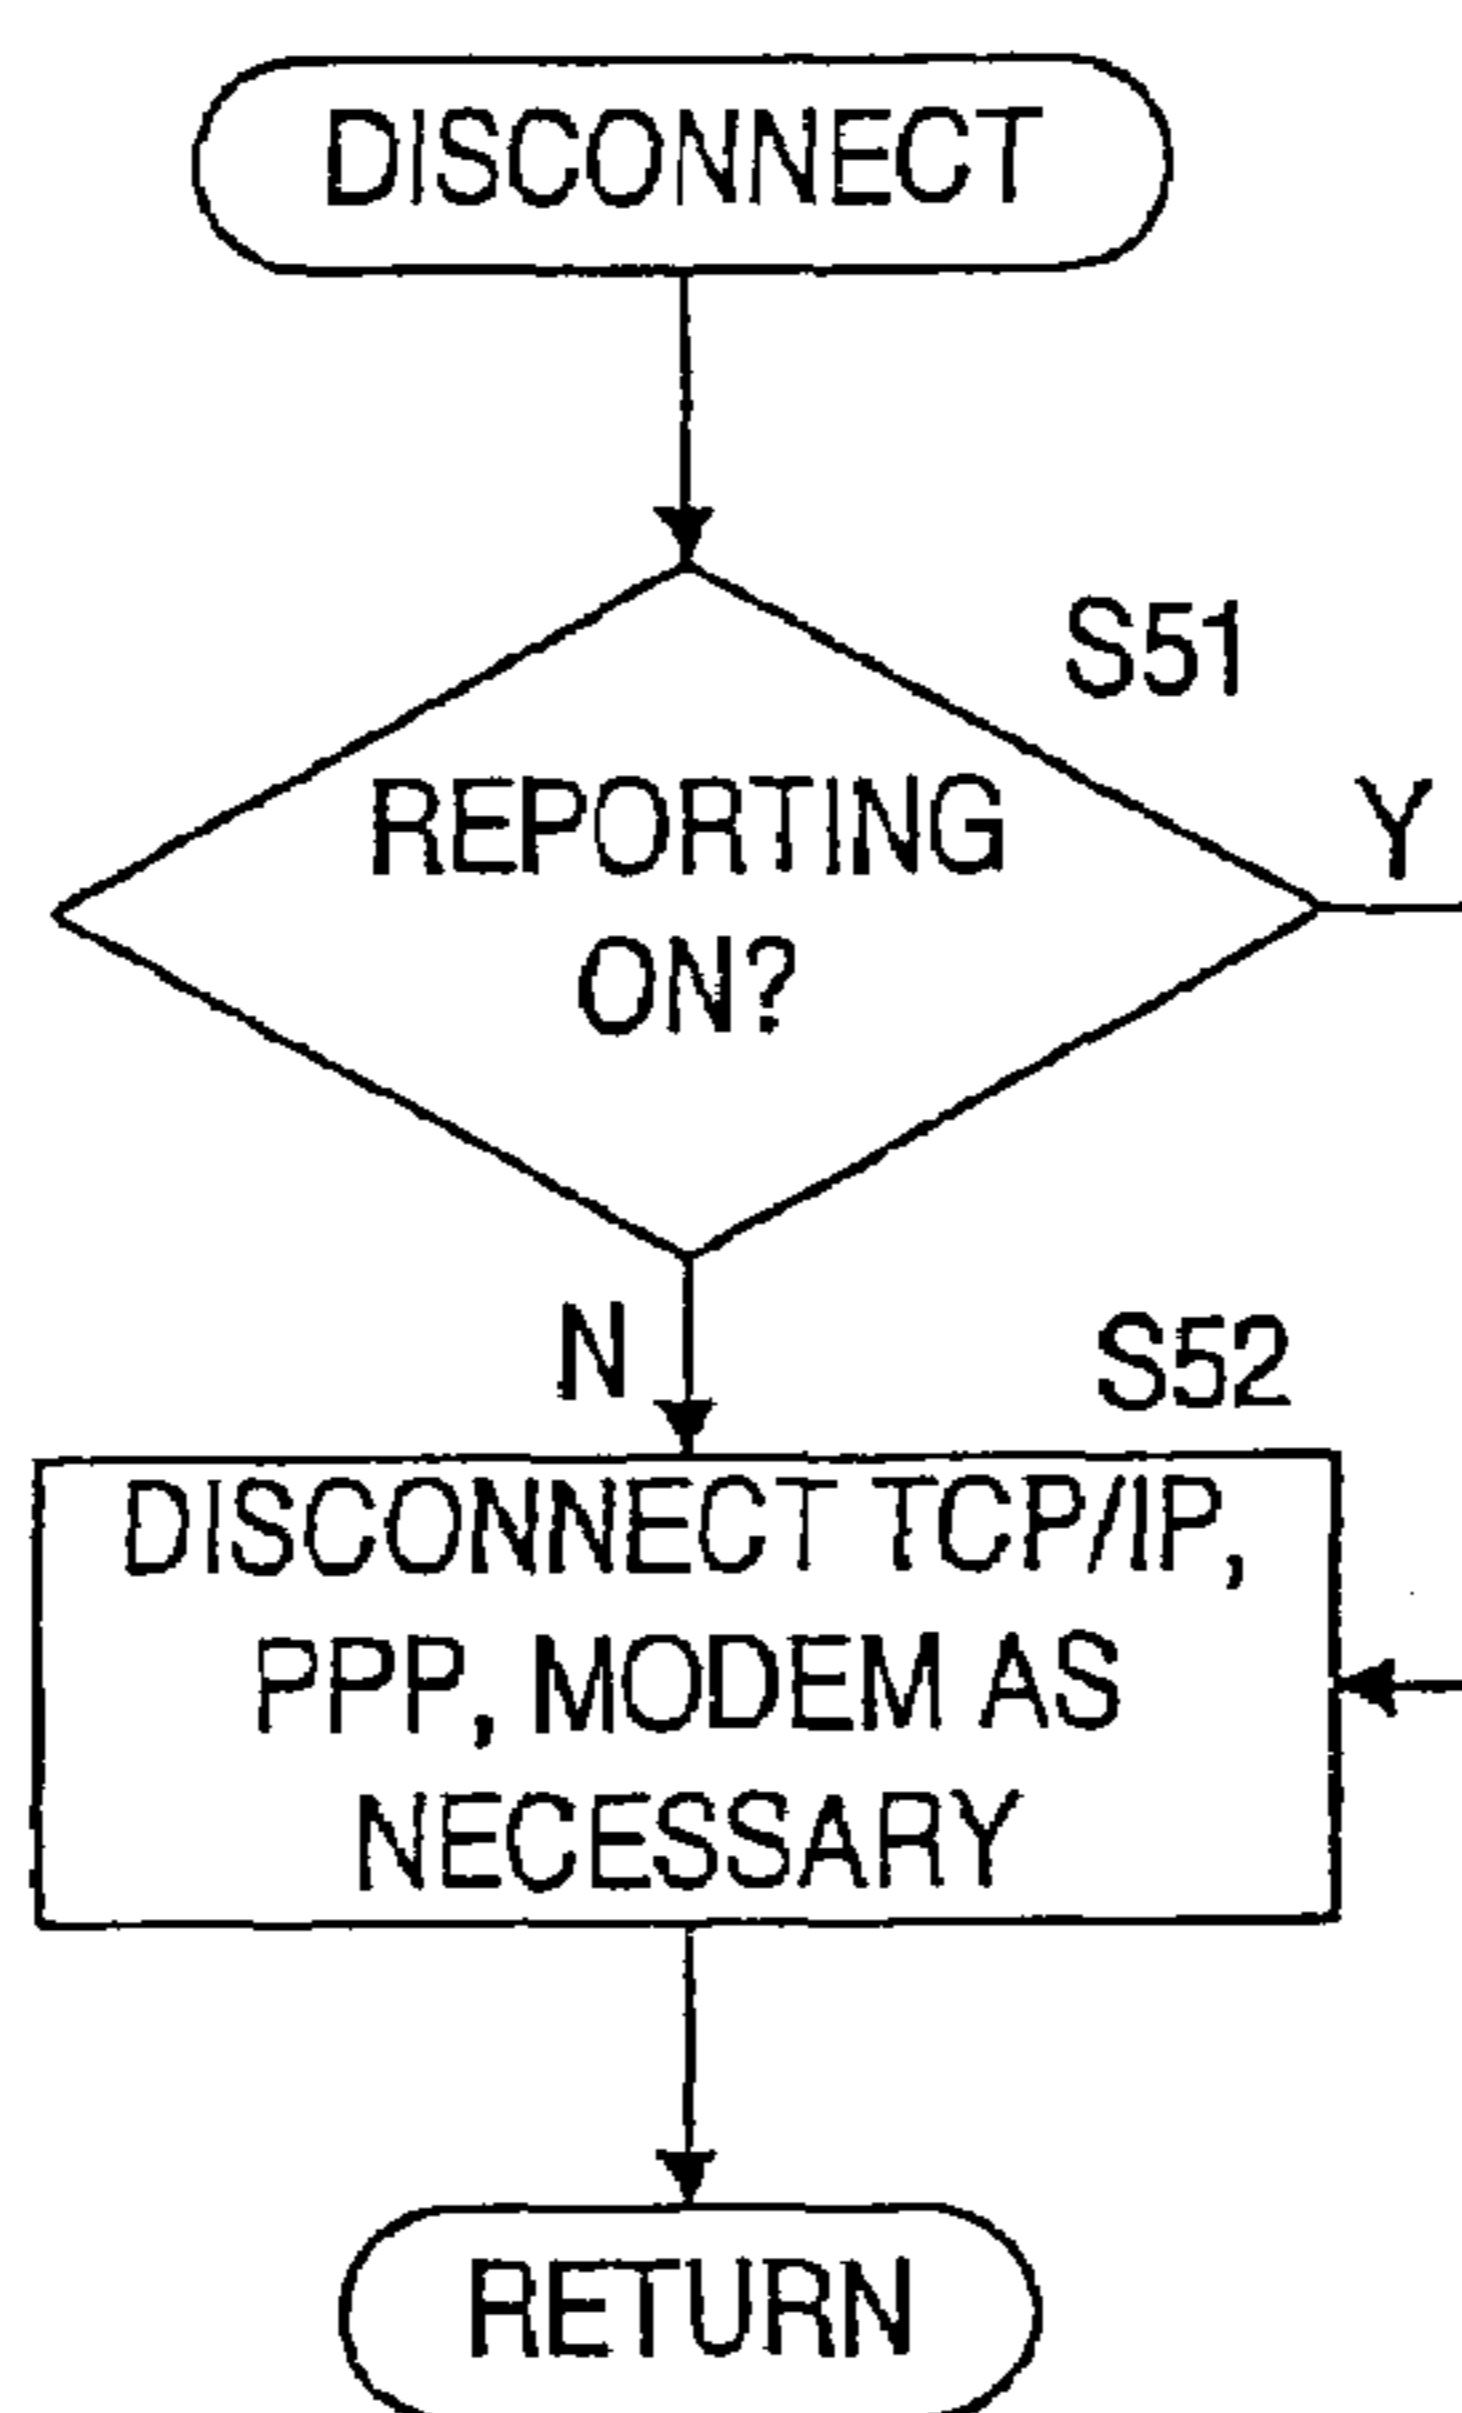 DISCONNECT
S51
REPORTING
ON?
Y
N
S52
DISCONNECT TCP/IP,
PPP, MODEM AS
NECESSARY
RETURN